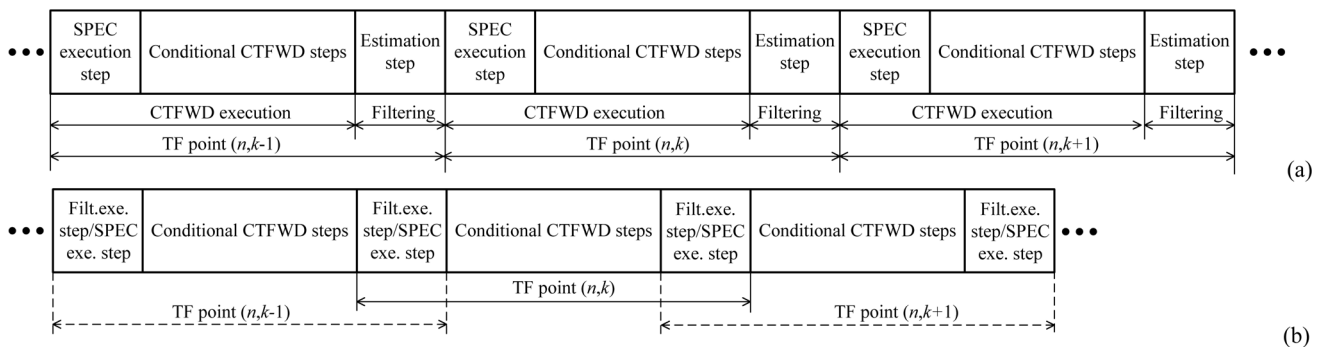 SPEC execution step
Conditional CTFWD steps
Estimation step
SPEC execution step
Conditional CTFWD steps
Estimation step
SPEC execution step
Conditional CTFWD steps
Estimation step
CTFWD execution
Filtering
CTFWD execution
Filtering
CTFWD execution
Filtering
TF point (n,k-1)
TF point (n,k)
TF point (n,k+1)
(a)
Filt.exe. step/SPEC exe. step
Conditional CTFWD steps
Filt.exe. step/SPEC exe. step
Conditional CTFWD steps
Filt.exe. step/SPEC exe. step
Conditional CTFWD steps
Filt.exe. step/SPEC exe. step
TF point (n,k)
TF point (n,k-1)
TF point (n,k+1)
(b)